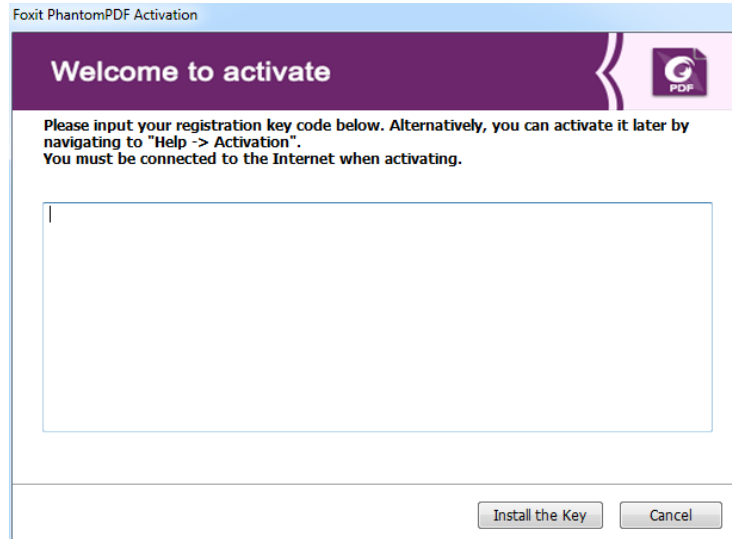 Foxit PhantomPDF Activation
Welcome to activate
PDF
Please input your registration key code below. Alternatively, you can activate it later by
navigating to "Help -> Activation".
You must be connected to the Internet when activating.
Install the Key
Cancel